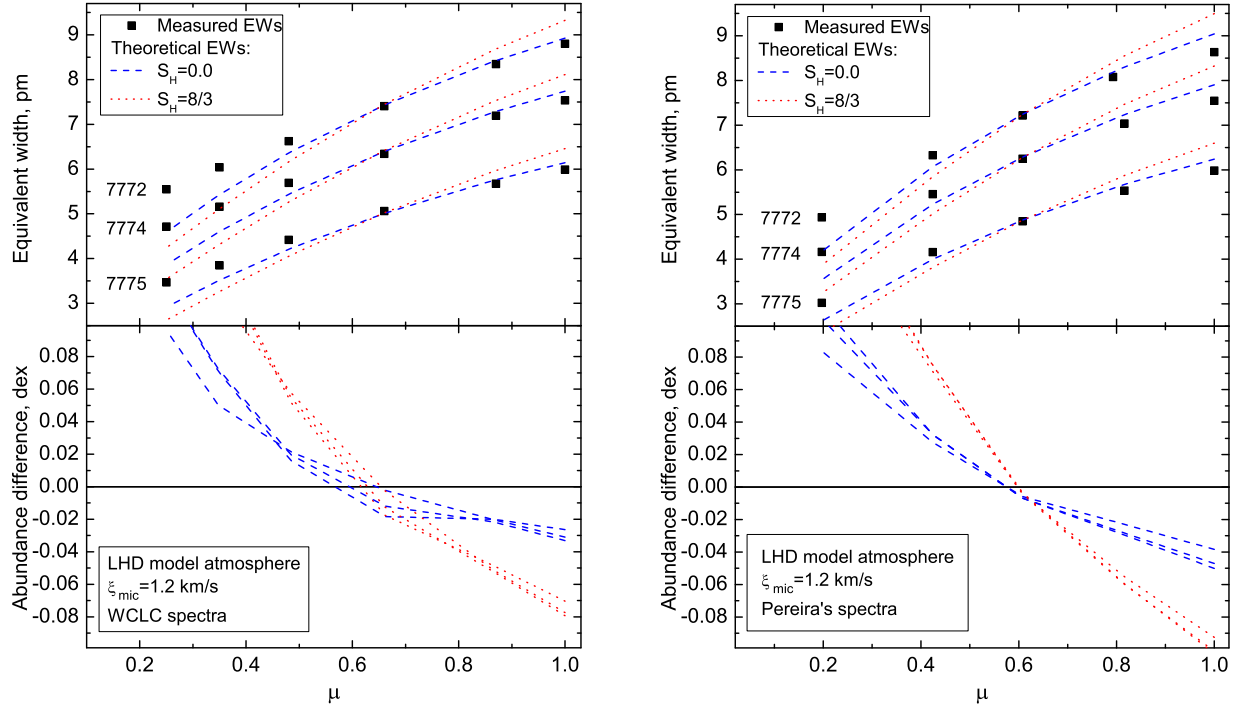 Measured EWs
Theoretical EWs:
S_H=0.0
S_H=8/3
Equivalent width, pm
9
8
7
6
5
4
3
7772
7774
7775
Abundance difference, dex
0.08
0.06
0.04
0.02
0.00
-0.02
-0.04
-0.06
-0.08
LHD model atmosphere
ξ_mic=1.2 km/s
WCLC spectra
0.2 0.4 0.6 0.8 1.0
μ
Measured EWs
Theoretical EWs:
S_H=0.0
S_H=8/3
Equivalent width, pm
9
8
7
6
5
4
3
7772
7774
7775
Abundance difference, dex
0.08
0.06
0.04
0.02
0.00
-0.02
-0.04
-0.06
-0.08
LHD model atmosphere
ξ_mic=1.2 km/s
Pereira's spectra
0.2 0.4 0.6 0.8 1.0
μ